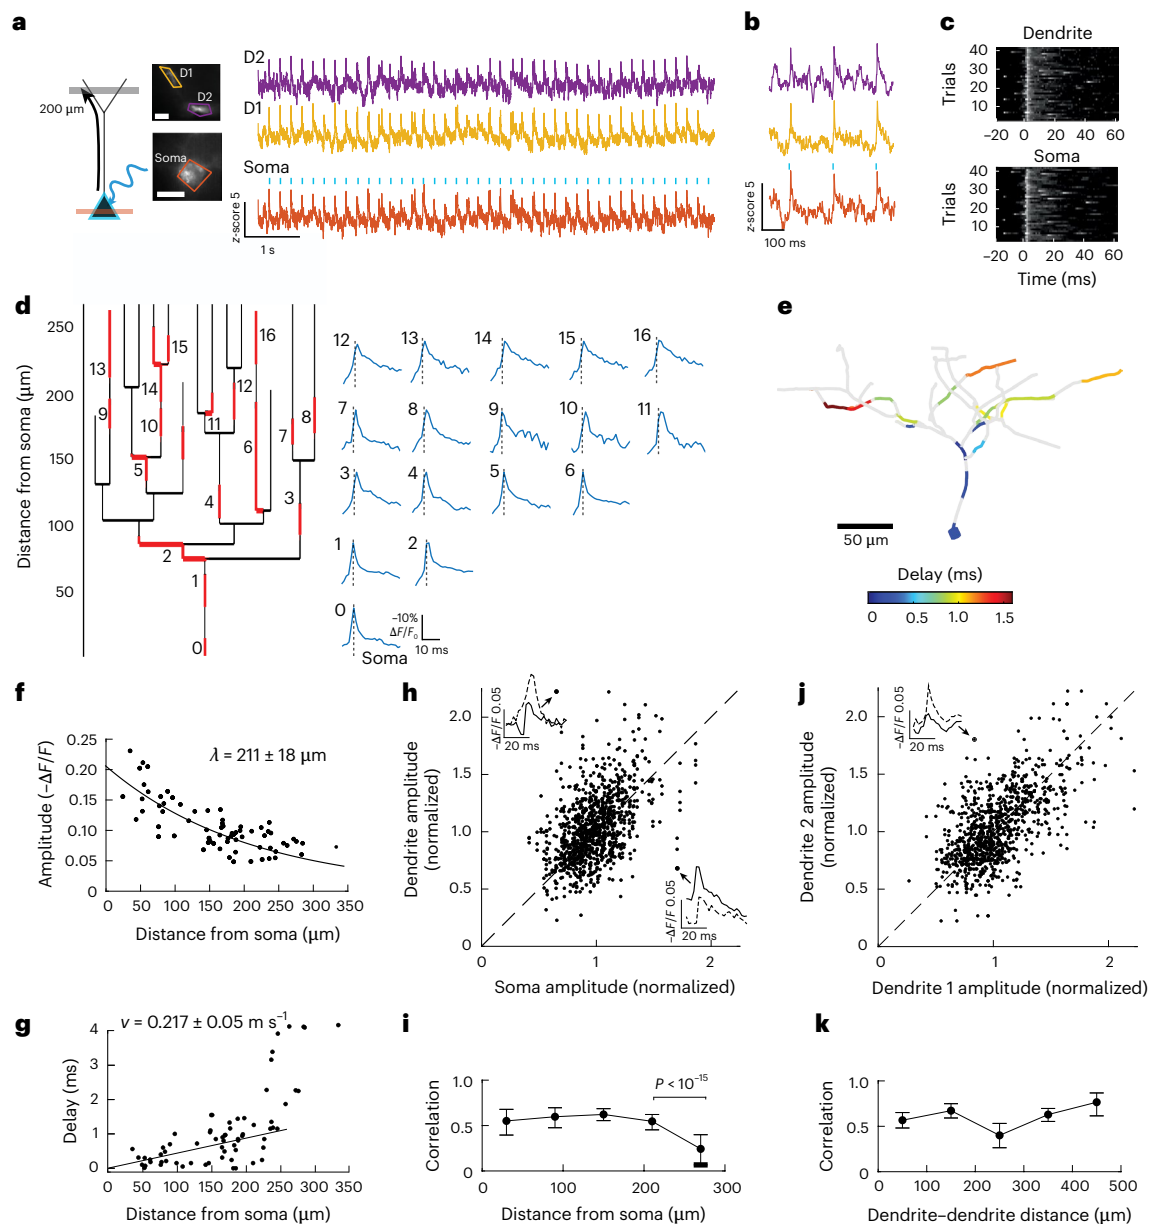 a
b
c
D2
D1
Soma
200 µm
D1
D2
Soma
z-score 5
1 s
z-score 5
100 ms
Dendrite
Trials
40
30
20
10
−20 0 20 40 60
Soma
Trials
40
30
20
10
−20 0 20 40 60
Time (ms)
d
Distance from soma (µm)
250
200
150
100
50
16
15
13
14
12
9
10
11
8
7
6
5
4
3
2
1
0
12 13 14 15 16
7 8 9 10 11
3 4 5 6
1 2
0
−10%
ΔF/F0
10 ms
Soma
e
50 µm
Delay (ms)
0 0.5 1.0 1.5
f
Amplitude (−ΔF/F)
0.25
0.20
0.15
0.10
0.05
0
λ = 211 ± 18 µm
0 50 100 150 200 250 300 350
Distance from soma (µm)
h
Dendrite amplitude
(normalized)
2.0
1.5
1.0
0.5
0
−ΔF/F 0.05
20 ms
−ΔF/F 0.05
20 ms
0 1 2
Soma amplitude (normalized)
j
Dendrite 2 amplitude
(normalized)
2.0
1.5
1.0
0.5
0
−ΔF/F 0.05
20 ms
0 1 2
Dendrite 1 amplitude (normalized)
g
v = 0.217 ± 0.05 m s−1
Delay (ms)
4
3
2
1
0
0 50 100 150 200 250 300 350
Distance from soma (µm)
i
Correlation
1.0
0.5
0
P < 10−15
0 100 200 300
Distance from soma (µm)
k
Correlation
1.0
0.5
0
0 100 200 300 400 500
Dendrite–dendrite distance (µm)